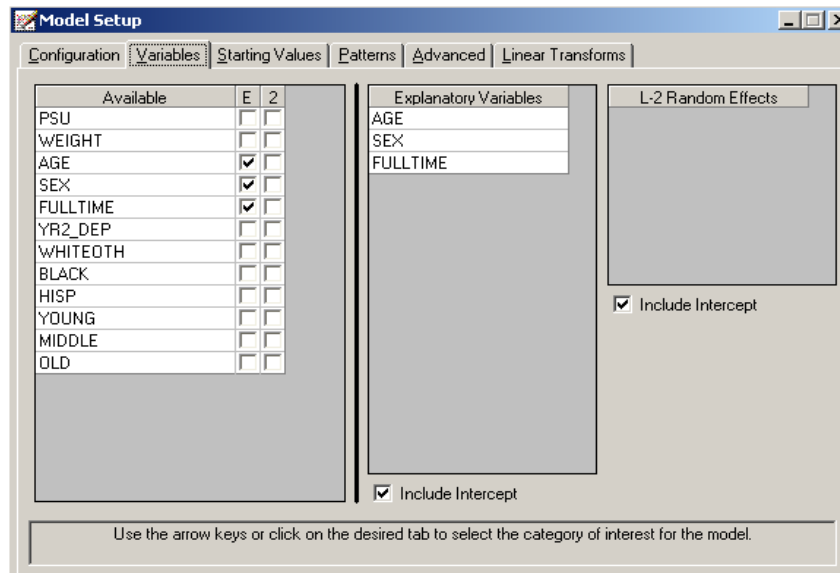 Model Setup
Configuration Variables Starting Values Patterns Advanced Linear Transforms
Available E 2
PSU
WEIGHT
AGE
SEX
FULLTIME
YR2_DEP
WHITEOTH
BLACK
HISP
YOUNG
MIDDLE
OLD
Explanatory Variables
AGE
SEX
FULLTIME
Include Intercept
L-2 Random Effects
Include Intercept
Use the arrow keys or click on the desired tab to select the category of interest for the model.